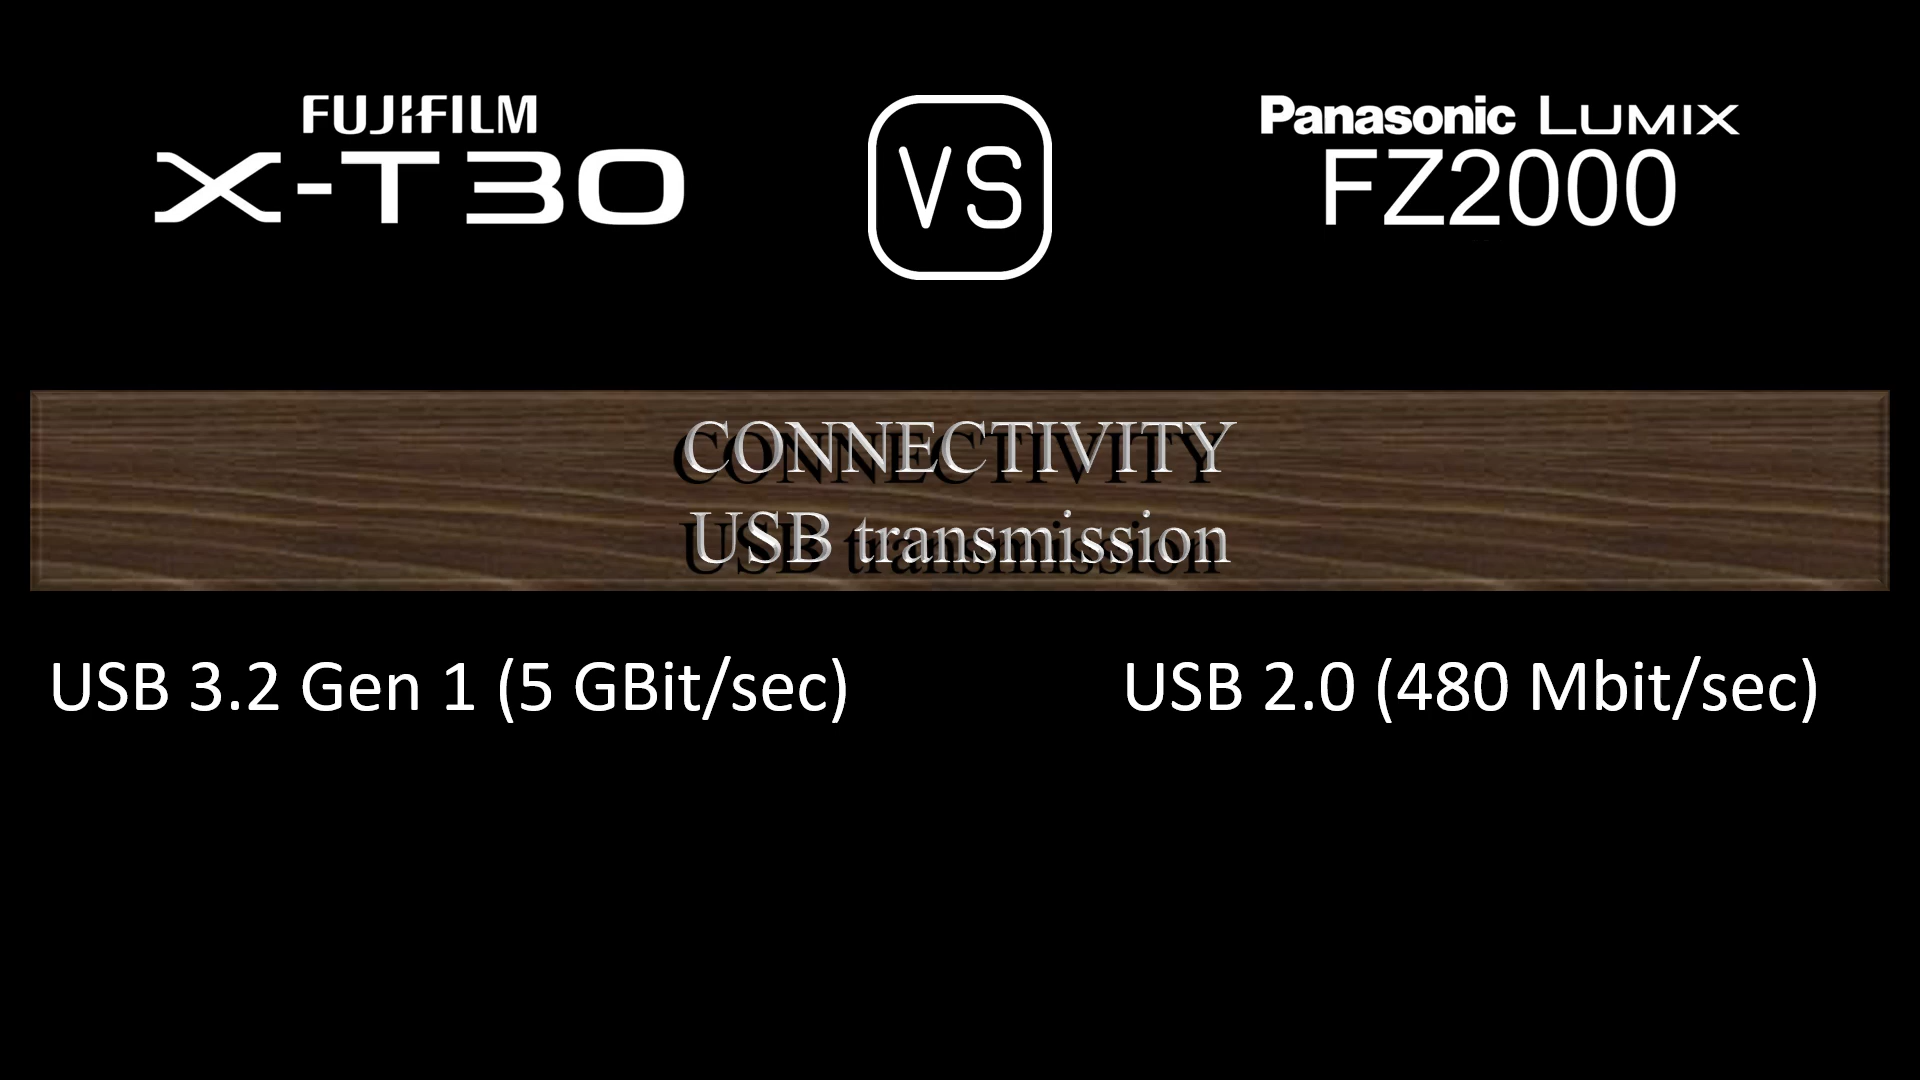 FUJIFILM
X-T30
VS
Panasonic LUMIX
FZ2000
CONNECTIVITY
USB transmission
USB 3.2 Gen 1 (5 GBit/sec)
USB 2.0 (480 Mbit/sec)